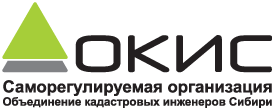 ОКИС
Саморегулируемая организация
Объединение кадастровых инженеров Сибири